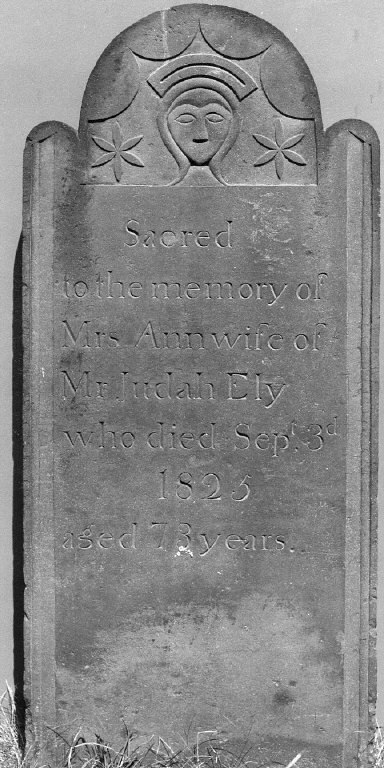 Sacred
to the memory of
Mrs Ann wife of
Mr Judah Ely
who died Sept. 3d
1825
aged 73 years.